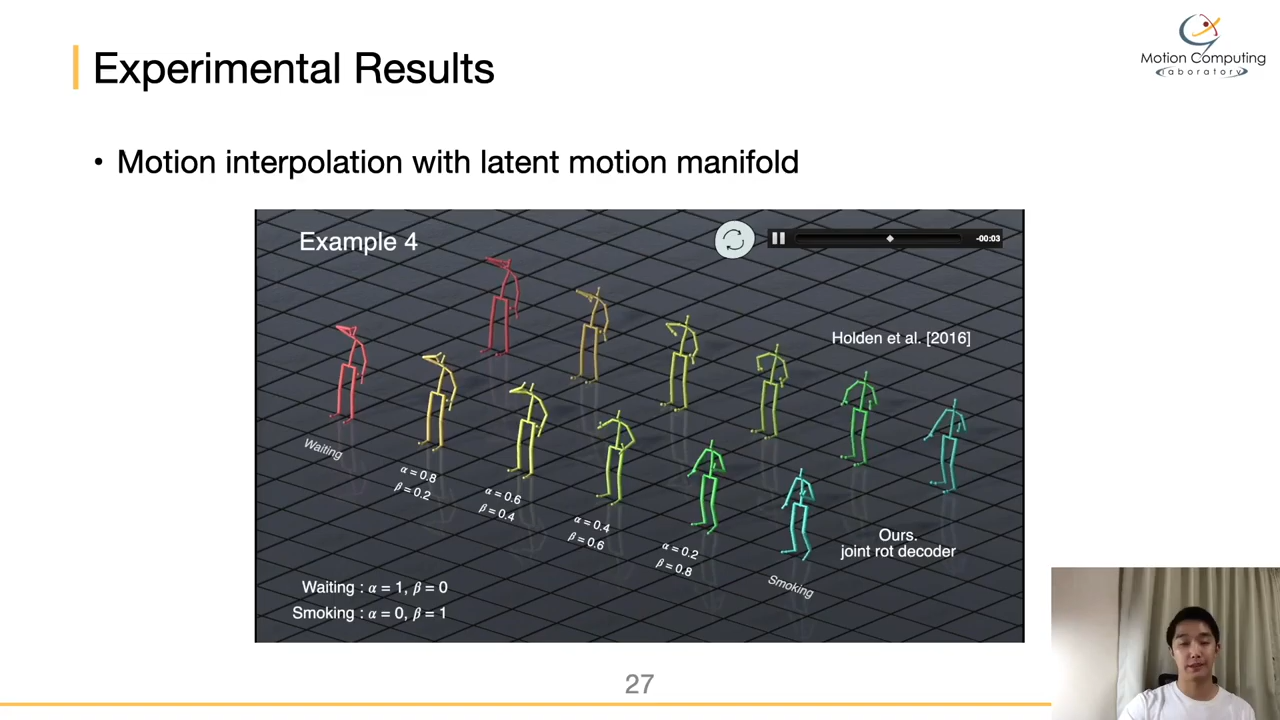 Experimental Results
Motion Computing
Laboratory
• Motion interpolation with latent motion manifold
Example 4
-00:03
Holden et al. [2016]
Waiting
α = 0.8
β = 0.2
α = 0.6
β = 0.4
α = 0.4
β = 0.6
α = 0.2
β = 0.8
Smoking
Ours.
joint rot decoder
Waiting : α = 1, β = 0
Smoking : α = 0, β = 1
27